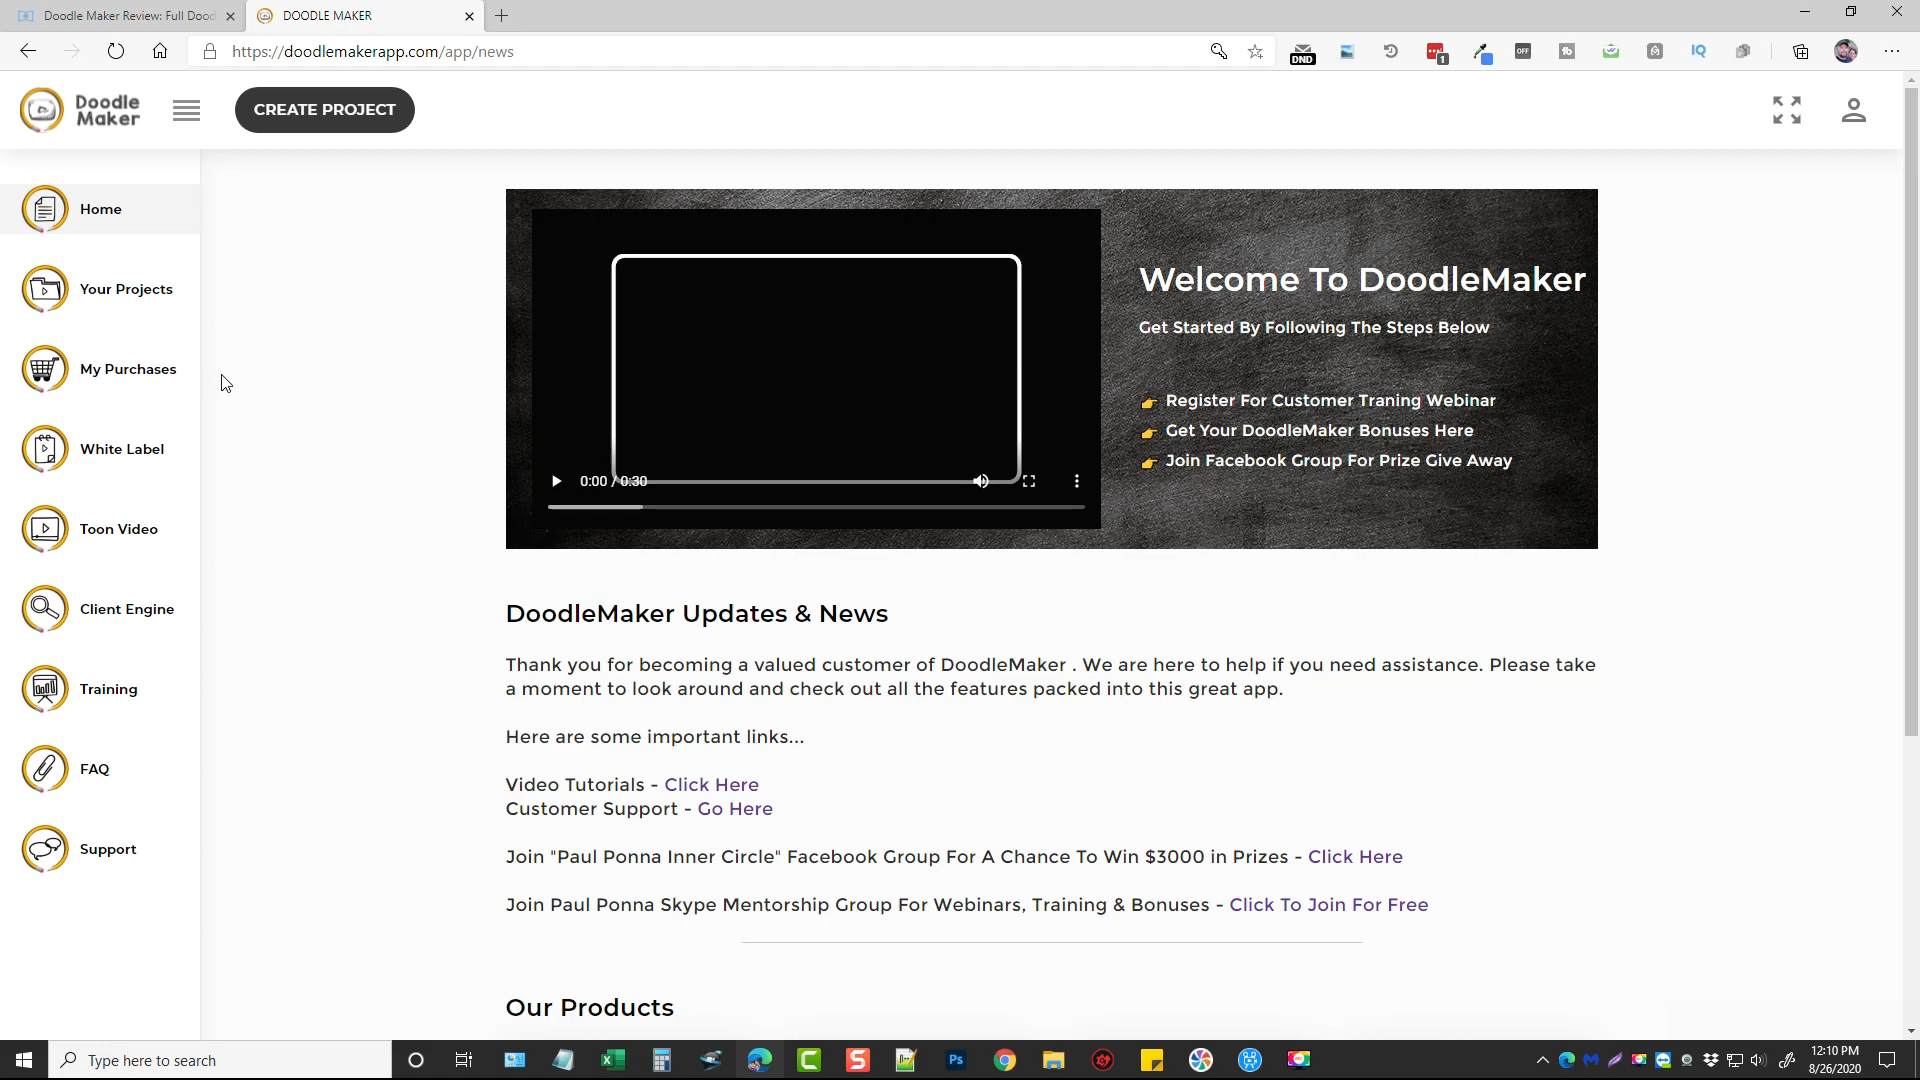 Doodle Maker Review: Full Dood
DOODLE MAKER
https://doodlemakerapp.com/app/news
DND
1
OFF
IQ
Doodle
Maker
CREATE PROJECT
Home
Your Projects
My Purchases
White Label
Toon Video
Client Engine
Training
FAQ
Support
0:00 / 0:30
Welcome To DoodleMaker
Get Started By Following The Steps Below
Register For Customer Traning Webinar
Get Your DoodleMaker Bonuses Here
Join Facebook Group For Prize Give Away
DoodleMaker Updates & News
Thank you for becoming a valued customer of DoodleMaker . We are here to help if you need assistance. Please take
a moment to look around and check out all the features packed into this great app.
Here are some important links...
Video Tutorials - Click Here
Customer Support - Go Here
Join "Paul Ponna Inner Circle" Facebook Group For A Chance To Win $3000 in Prizes - Click Here
Join Paul Ponna Skype Mentorship Group For Webinars, Training & Bonuses - Click To Join For Free
Our Products
Type here to search
Ps
12:10 PM
8/26/2020